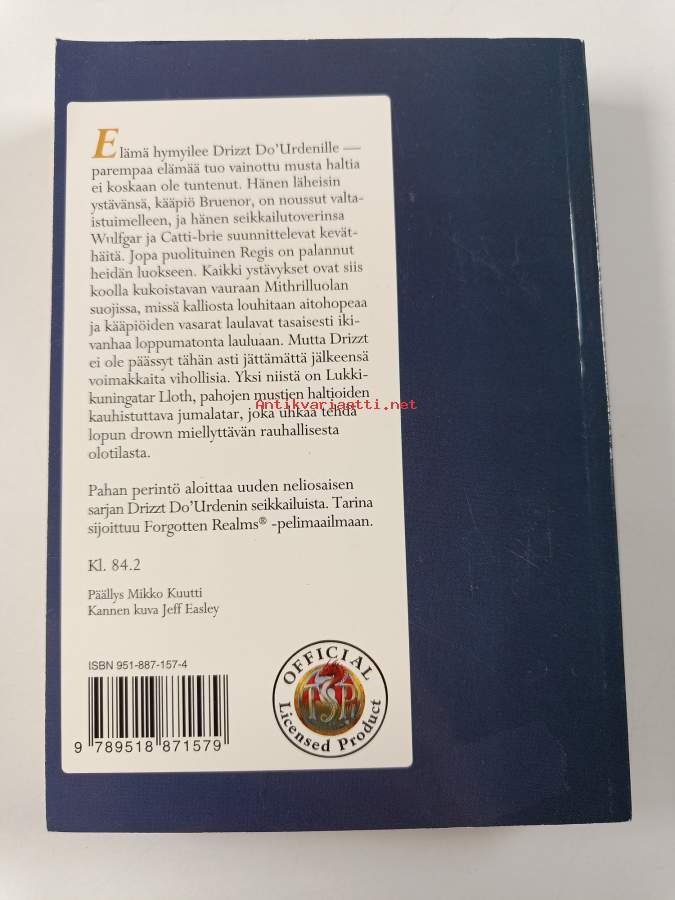 Elämä hymyilee Drizzt Do'Urdenille —
parempaa elämää tuo vainottu musta haltia
ei koskaan ole tuntenut. Hänen läheisin
ystävänsä, kääpiö Bruenor, on noussut valta-
istuimelleen, ja hänen seikkailutoverinsa
Wulfgar ja Catti-brie suunnittelevat kevät-
häitä. Jopa puolituinen Regis on palannut
heidän luokseen. Kaikki ystävykset ovat siis
koolla kukoistavan vauraan Mithrilluolan
suojissa, missä kalliosta louhitaan aitohopeaa
ja kääpiöiden vasarat laulavat tasaisesti iki-
vanhaa loppumatonta lauluaan. Mutta Drizzt
ei ole päässyt tähän asti jättämättä jälkeensä
voimakkaita vihollisia. Yksi niistä on Lukki-
kuningatar Lloth, pahojen mustien haltioiden
kauhistuttava jumalatar, joka uhkaa tehdä
Antikvariaatti.net
lopun drown miellyttävän rauhallisesta
olotilasta.
Pahan perintö aloittaa uuden neliosaisen
sarjan Drizzt Do'Urdenin seikkailuista. Tarina
sijoittuu Forgotten Realms® -pelimaailmaan.
Kl. 84.2
Päällys Mikko Kuutti
Kannen kuva Jeff Easley
ISBN 951-887-157-4
9 789518 871579
OFFICIAL
TSR
Licensed Product